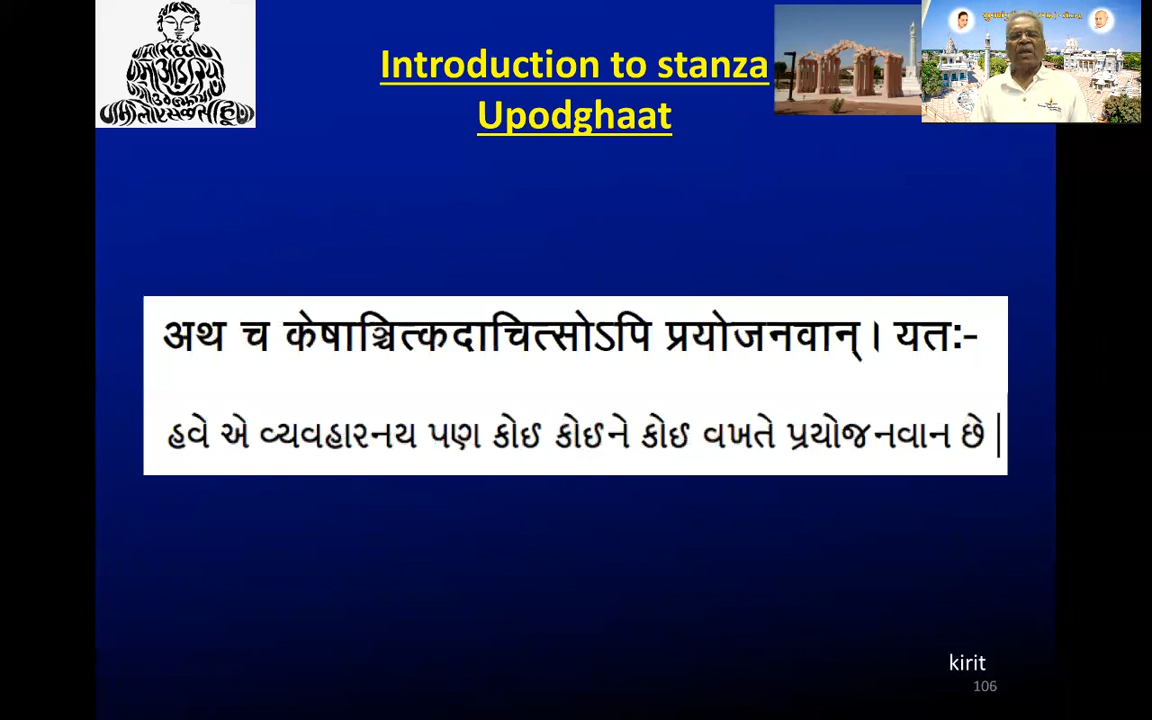 Introduction to stanza
Upodghaat
अथ च केषाञ्चित्कदाचित्सोऽपि प्रयोजनवान्। यतः-
હવે એ વ્યવહારનય પણ કોઈ કોઈને કોઈ વખતે પ્રયોજનવાન છે |
kirit
106